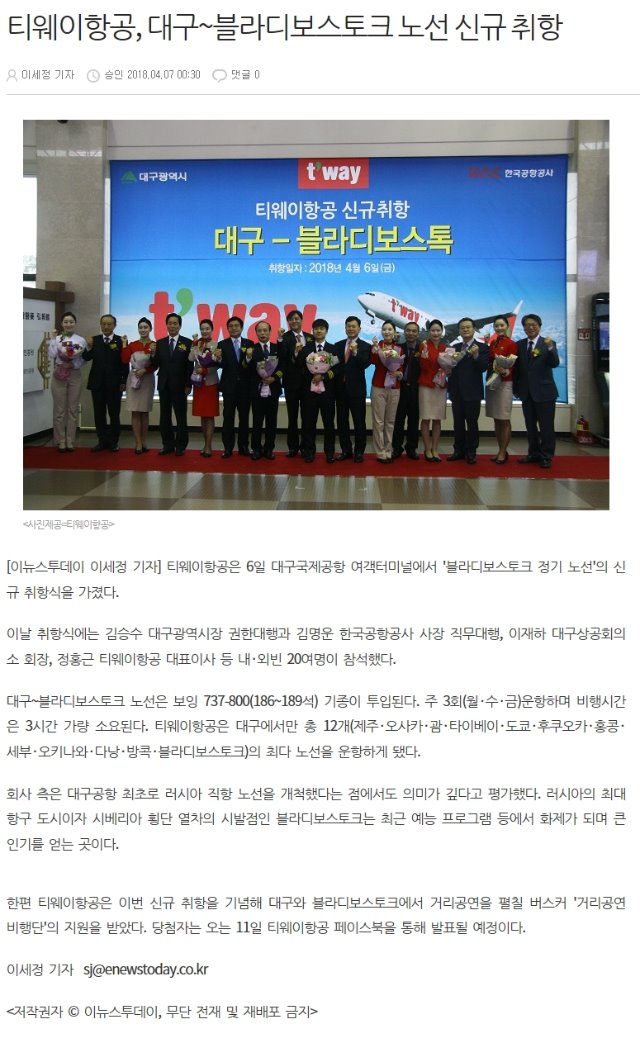 티웨이항공, 대구~블라디보스토크 노선 신규 취항
이세정 기자 승인 2018.04.07 00:30 댓글 0
대구광역시
t'way
한국공항공사
티웨이항공 신규취항
대구 - 블라디보스톡
취항일자 : 2018년 4월 6일(금)
t'way
t'way
<사진제공=티웨이항공>
[이뉴스투데이 이세정 기자] 티웨이항공은 6일 대구국제공항 여객터미널에서 '블라디보스토크 정기 노선'의 신
규 취항식을 가졌다.
이날 취항식에는 김승수 대구광역시장 권한대행과 김명운 한국공항공사 사장 직무대행, 이재하 대구상공회의
소 회장, 정홍근 티웨이항공 대표이사 등 내·외빈 20여명이 참석했다.
대구~블라디보스토크 노선은 보잉 737-800(186~189석) 기종이 투입된다. 주 3회(월·수·금)운항하며 비행시간
은 3시간 가량 소요된다. 티웨이항공은 대구에서만 총 12개(제주·오사카·괌·타이베이·도쿄·후쿠오카·홍콩·
세부·오키나와·다낭·방콕·블라디보스토크)의 최다 노선을 운항하게 됐다.
회사 측은 대구공항 최초로 러시아 직항 노선을 개척했다는 점에서도 의미가 깊다고 평가했다. 러시아의 최대
항구 도시이자 시베리아 횡단 열차의 시발점인 블라디보스토크는 최근 예능 프로그램 등에서 화제가 되며 큰
인기를 얻는 곳이다.
한편 티웨이항공은 이번 신규 취항을 기념해 대구와 블라디보스토크에서 거리공연을 펼칠 버스커 '거리공연
비행단'의 지원을 받았다. 당첨자는 오는 11일 티웨이항공 페이스북을 통해 발표될 예정이다.
이세정 기자 sj@enewstoday.co.kr
<저작권자 © 이뉴스투데이, 무단 전재 및 재배포 금지>